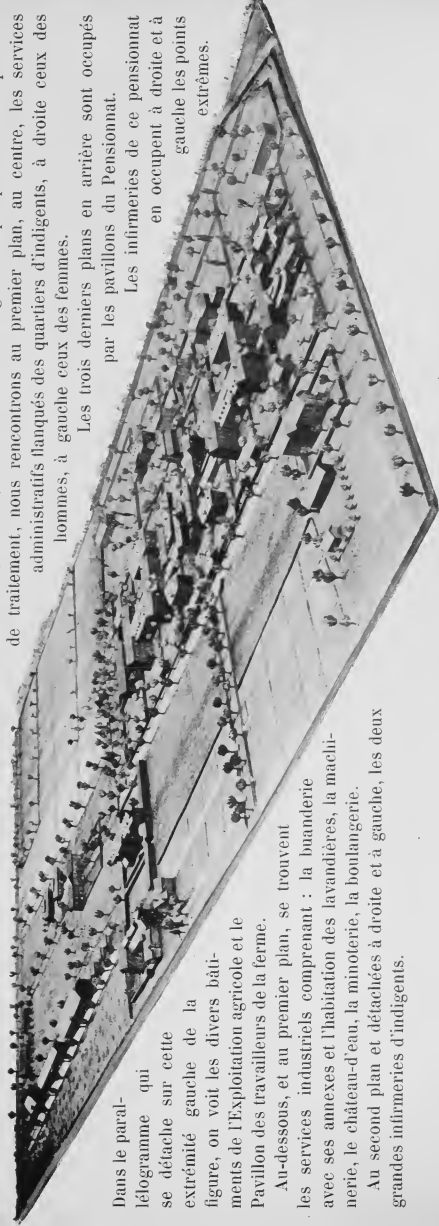 de traitement, nous rencontrons au premier plan, au centre, les services
administratifs flanqués des quartiers d'indigents, à droite ceux des
hommes, à gauche ceux des femmes.
Les trois derniers plans en arrière sont occupés
par les pavillons du Pensionnat.
Les infirmeries de ce pensionnat
en occupent à droite et à
gauche les points
extrêmes.
Dans le paral-
lélogramme qui
se détache sur cette
extrémité gauche de la
figure, on voit les divers bâti-
ments de l'Exploitation agricole et le
Pavillon des travailleurs de la ferme.
Au-dessous, et au premier plan, se trouvent
les services industriels comprenant : la buanderie
avec ses annexes et l'habitation des lavandières, la machi-
nerie, le château-d'eau, la minoterie, la boulangerie.
Au second plan et détachées à droite et à gauche, les deux
grandes infirmeries d'indigents.